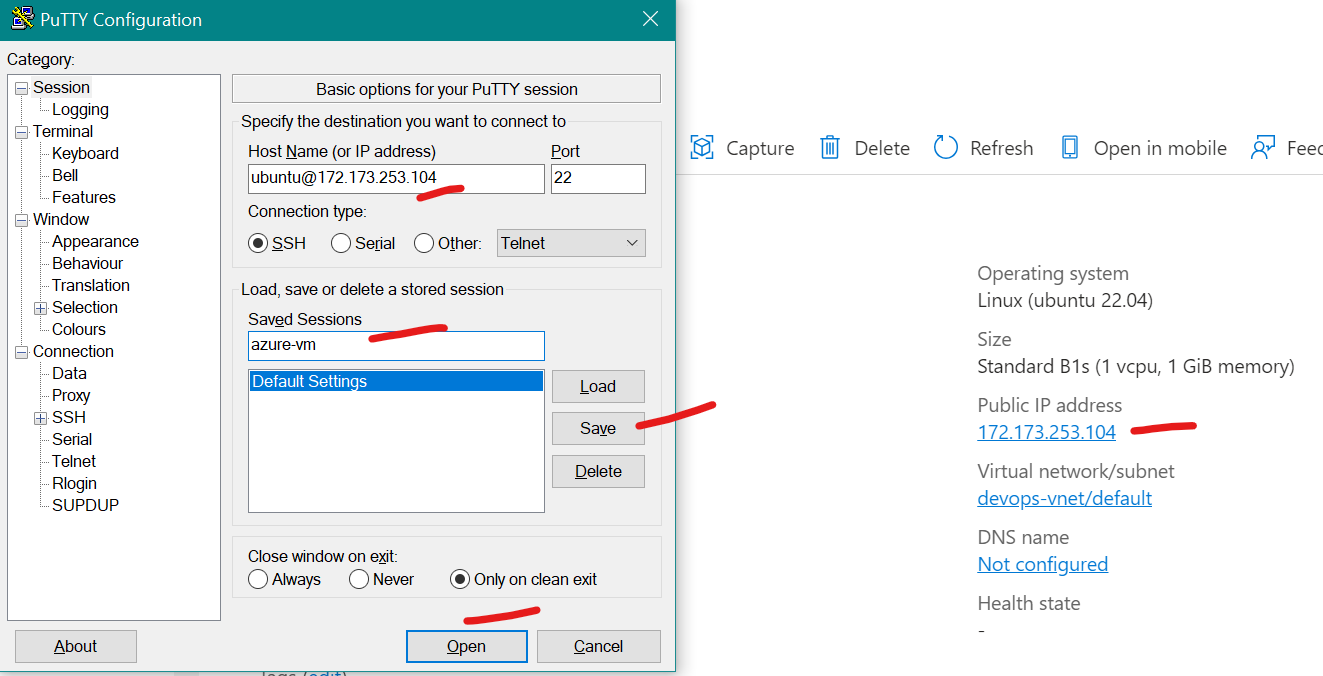 PuTTY Configuration
Category:
Session
Logging
Terminal
Keyboard
Bell
Features
Window
Appearance
Behaviour
Translation
Selection
Colours
Connection
Data
Proxy
SSH
Serial
Telnet
Rlogin
SUPDUP
Basic options for your PuTTY session
Specify the destination you want to connect to
Host Name (or IP address) Port
ubuntu@172.173.253.104 22
Connection type:
SSH Serial Other: Telnet
Load, save or delete a stored session
Saved Sessions
azure-vm
Default Settings
Load
Save
Delete
Close window on exit:
Always Never Only on clean exit
About Open Cancel
Capture Delete Refresh Open in mobile Feec
Operating system
Linux (ubuntu 22.04)
Size
Standard B1s (1 vcpu, 1 GiB memory)
Public IP address
172.173.253.104
Virtual network/subnet
devops-vnet/default
DNS name
Not configured
Health state
-